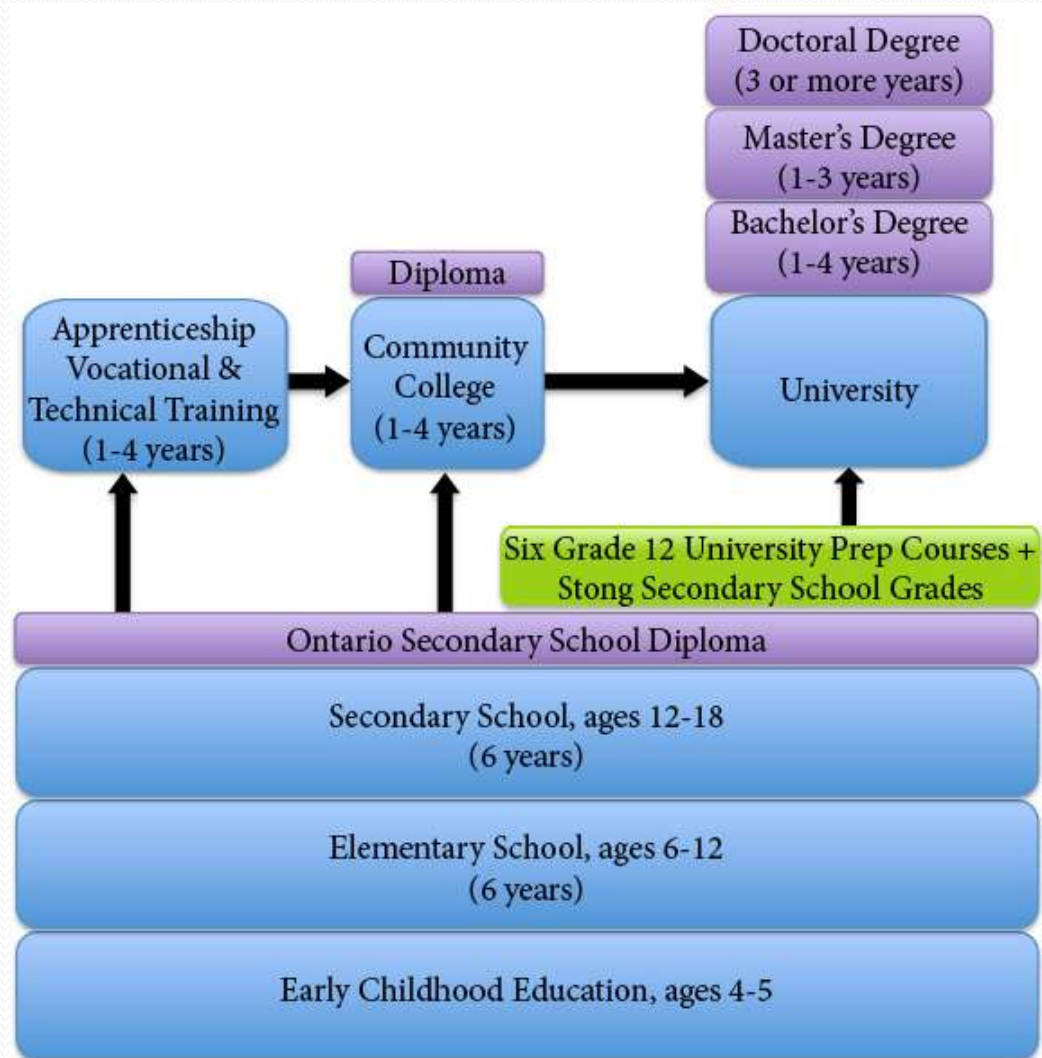 Doctoral Degree
(3 or more years)
Master's Degree
(1-3 years)
Bachelor's Degree
(1-4 years)
Diploma
Apprenticeship
Vocational &
Technical Training
(1-4 years)
Community
College
(1-4 years)
University
Six Grade 12 University Prep Courses +
Stong Secondary School Grades
Ontario Secondary School Diploma
Secondary School, ages 12-18
(6 years)
Elementary School, ages 6-12
(6 years)
Early Childhood Education, ages 4-5